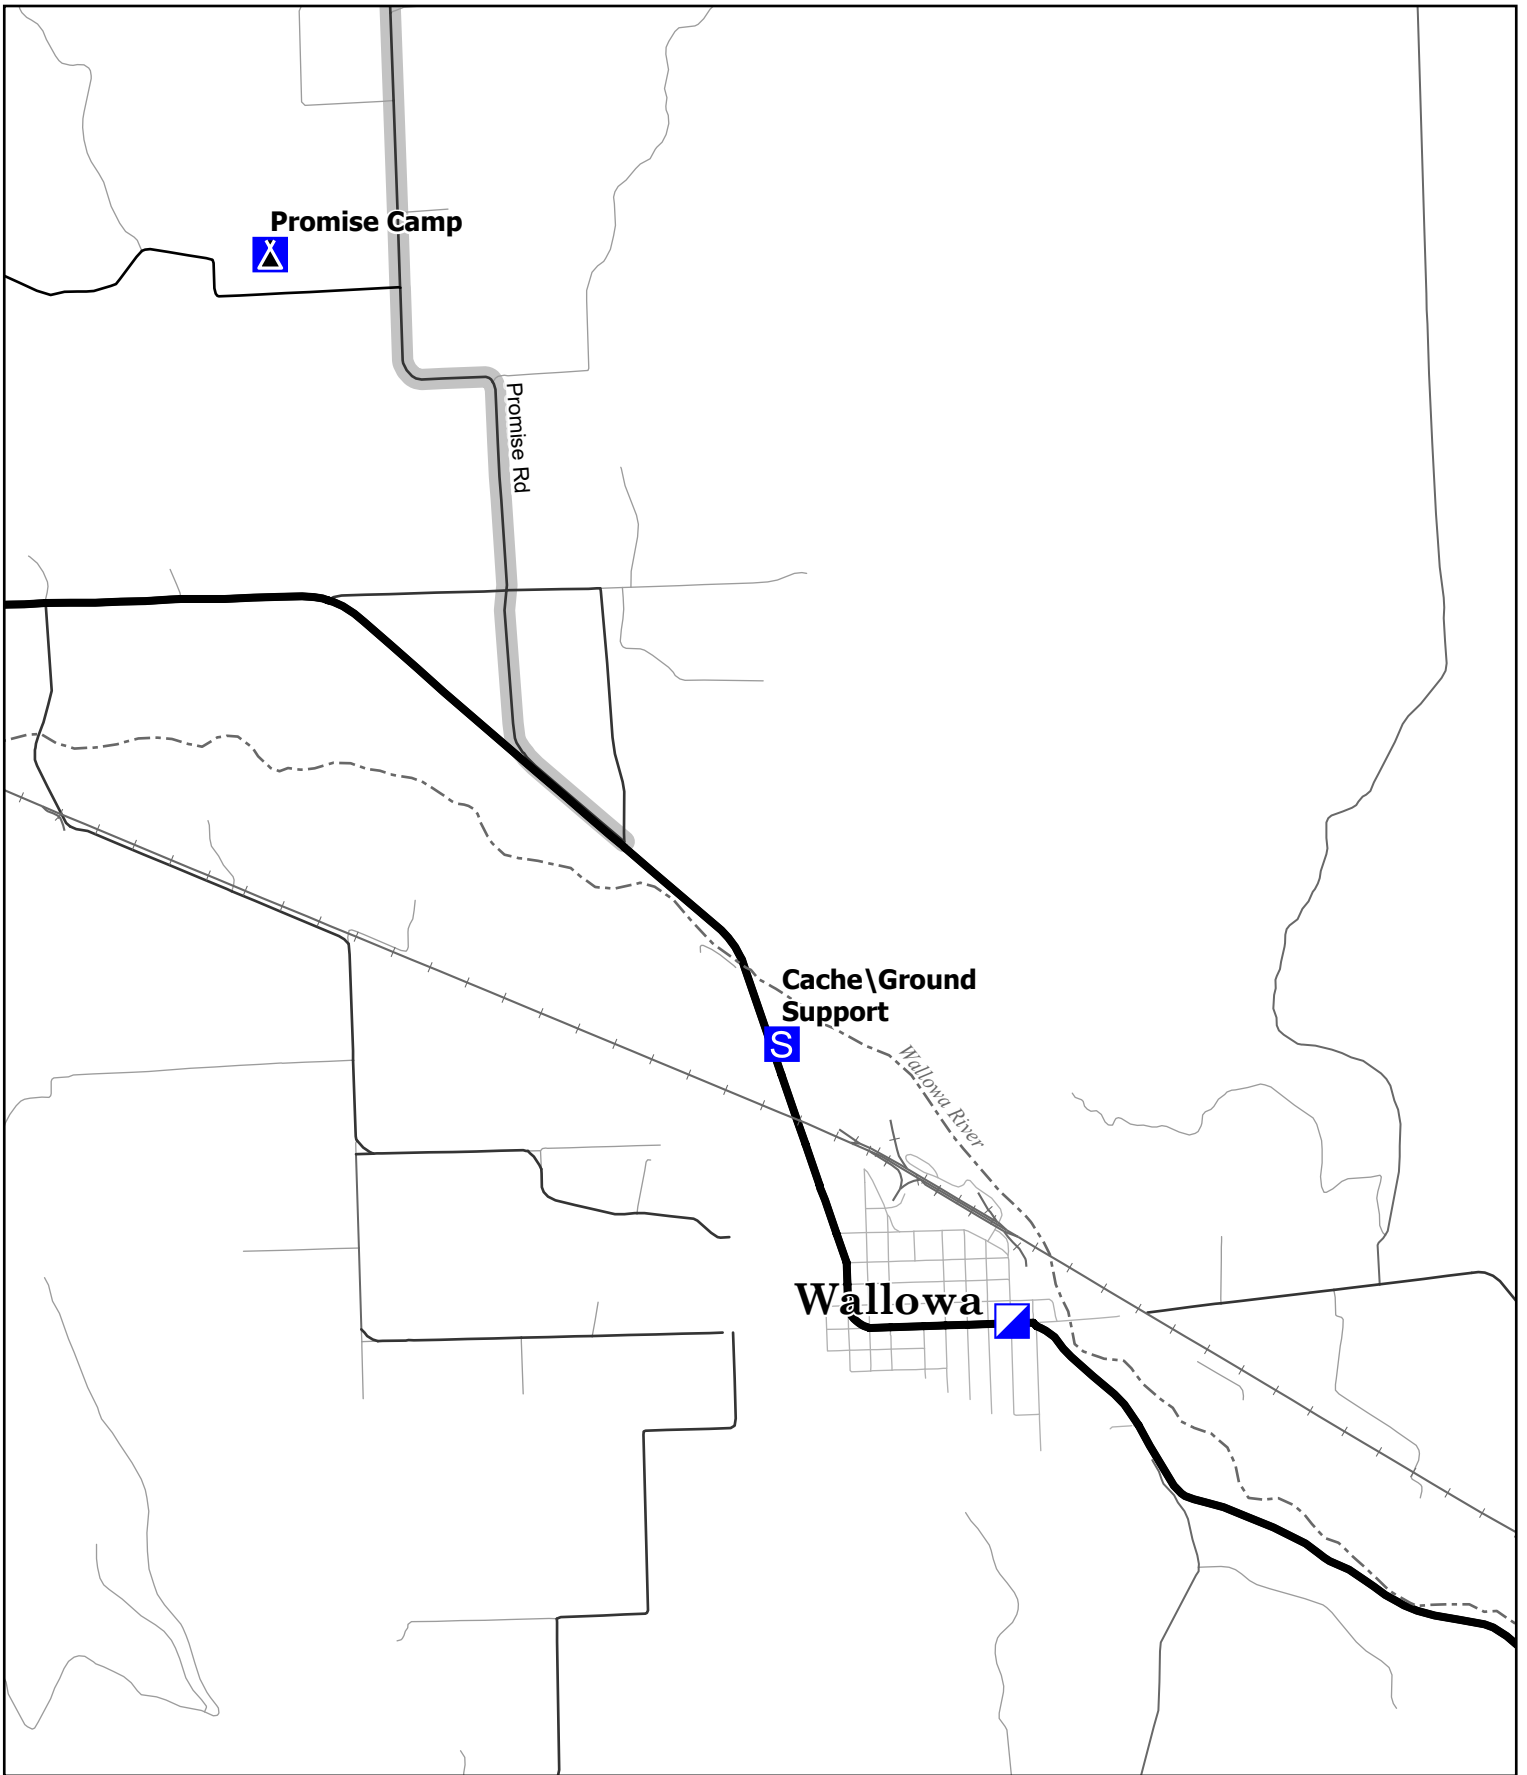 Promise Camp
Promise Rd
Cache\Ground
Support
S
Wallowa River
Wallowa